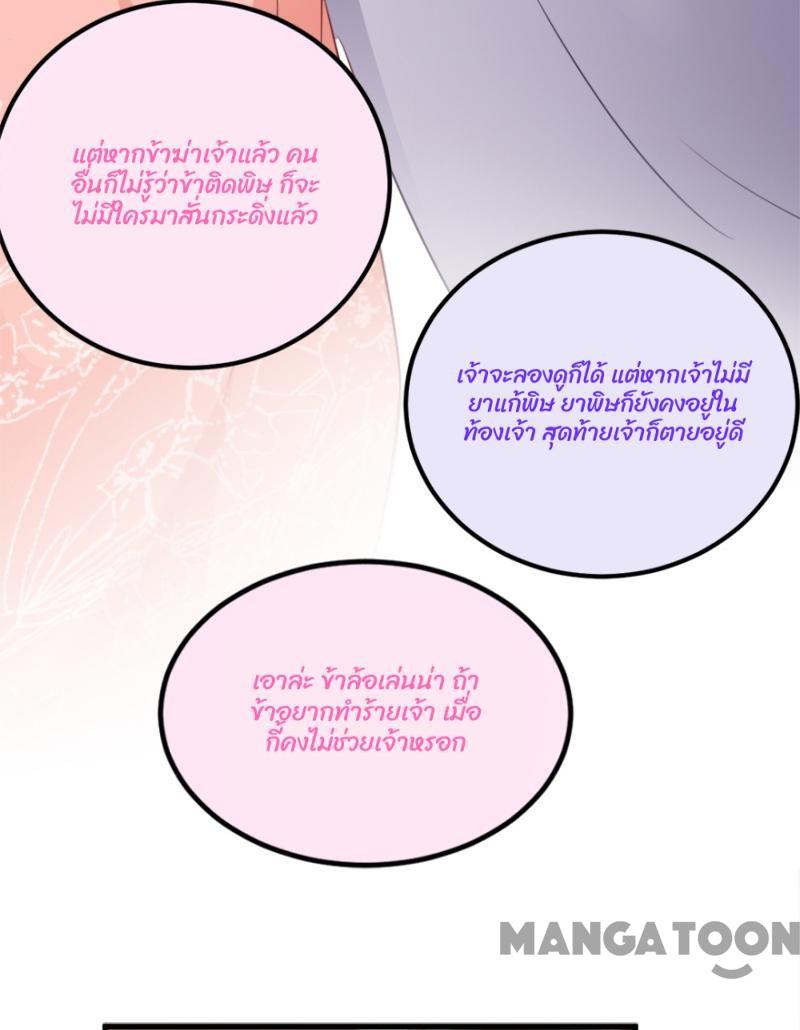 แต่หากข้าฆ่าเจ้าแล้ว คน
อื่นก็ไม่รู้ว่าข้าติดพิษ ก็จะ
ไม่มีใครมาสั่นกระดิ่งแล้ว
เจ้าจะลองดูก็ได้ แต่หากเจ้าไม่มี
ยาแก้พิษ ยาพิษก็ยังคงอยู่ใน
ท้องเจ้า สุดท้ายเจ้าก็ตายอยู่ดี
เอาล่ะ ข้าล้อเล่นน่า ถ้า
ข้าอยากทำร้ายเจ้า เมื่อ
กี้คงไม่ช่วยเจ้าหรอก
MANGATOON